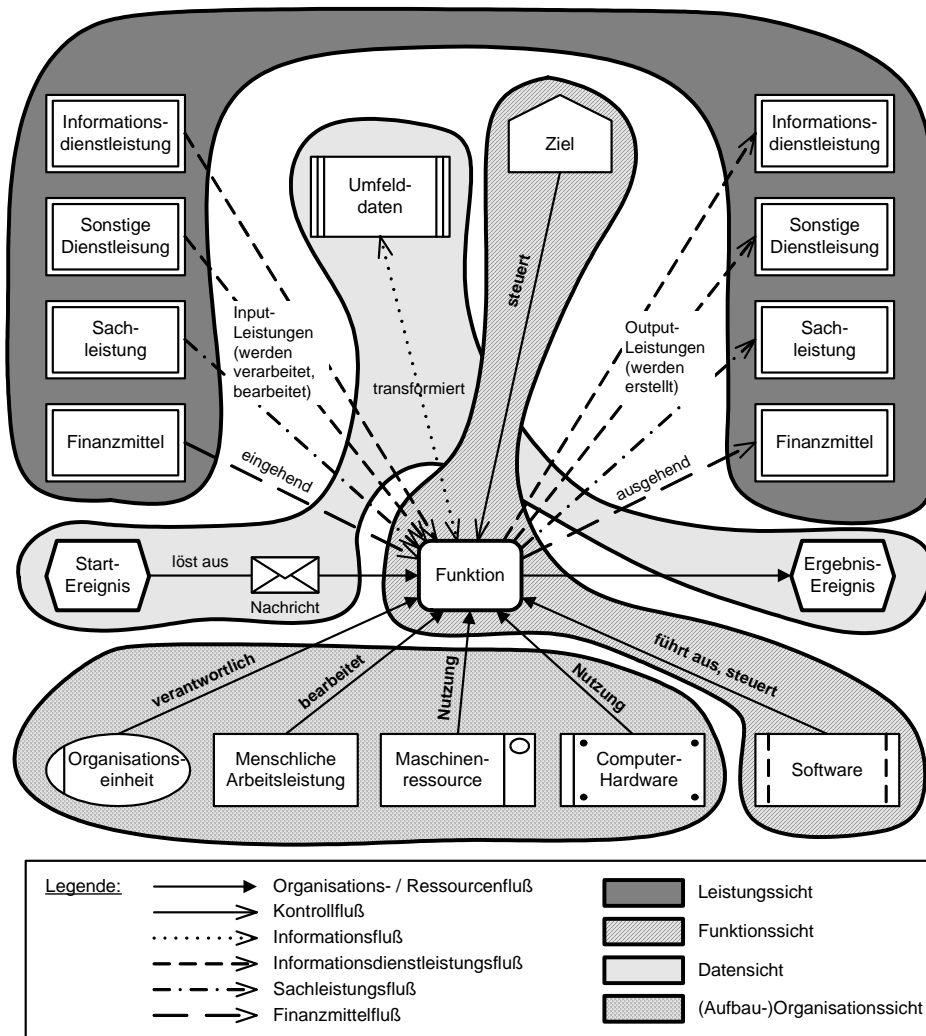 Informations-
dienstleistung
Sonstige
Dienstleisung
Sach-
leistung
Finanzmittel
Umfeld-
daten
Ziel
Informations-
dienstleistung
Sonstige
Dienstleisung
Sach-
leistung
Finanzmittel
Input-
Leistungen
(werden
verarbeitet,
bearbeitet)
transformiert
steuert
Output-
Leistungen
(werden
erstellt)
eingehend
ausgehend
Start-
Ereignis
löst aus
Nachricht
Funktion
Ergebnis-
Ereignis
verantwortlich
bearbeitet
Nutzung
Nutzung
führt aus, steuert
Organisations-
einheit
Menschliche
Arbeitsleistung
Maschinen-
ressource
Computer-
Hardware
Software
Legende:
Organisations- / Ressourcenfluß
Kontrollfluß
Informationsfluß
Informationsdienstleistungsfluß
Sachleistungsfluß
Finanzmittelfluß
Leistungssicht
Funktionssicht
Datensicht
(Aufbau-)Organisationssicht